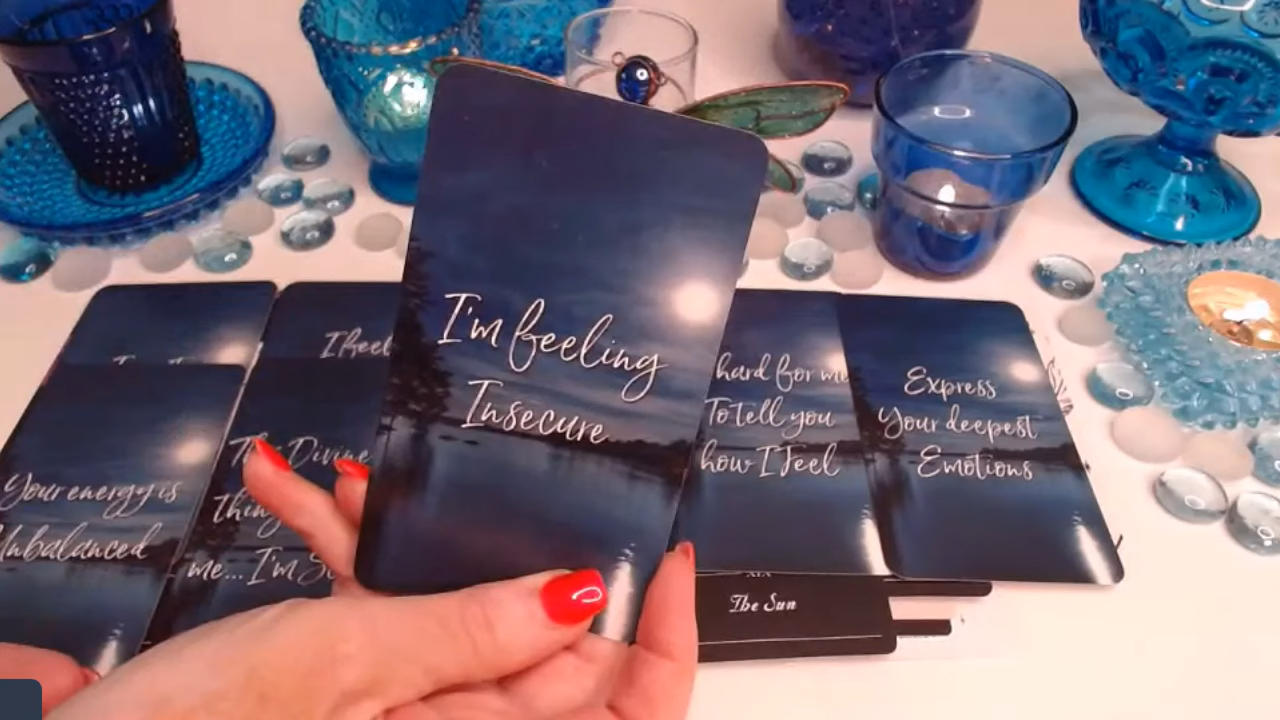 I'm feeling
Insecure
I feel
Your energy is
Unbalanced
Divine
me...I'm
hard for me
To tell you
how I Feel
Express
Your deepest
Emotions
The Sun